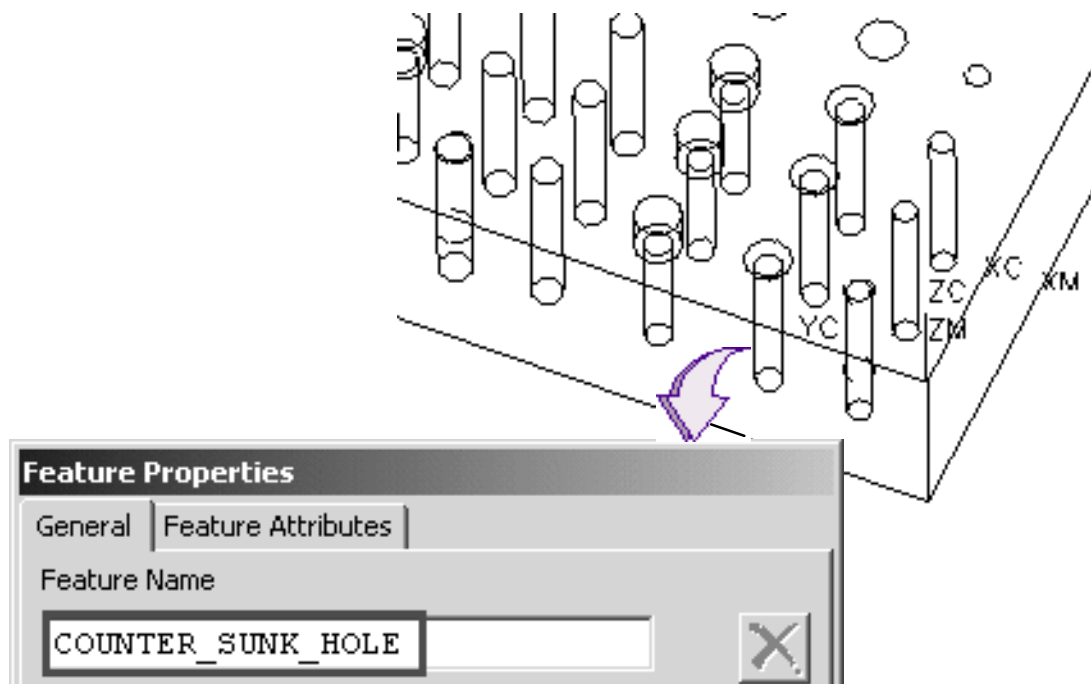 XC
XM
ZC
YC
ZM
Feature Properties
General
Feature Attributes
Feature Name
COUNTER_SUNK_HOLE